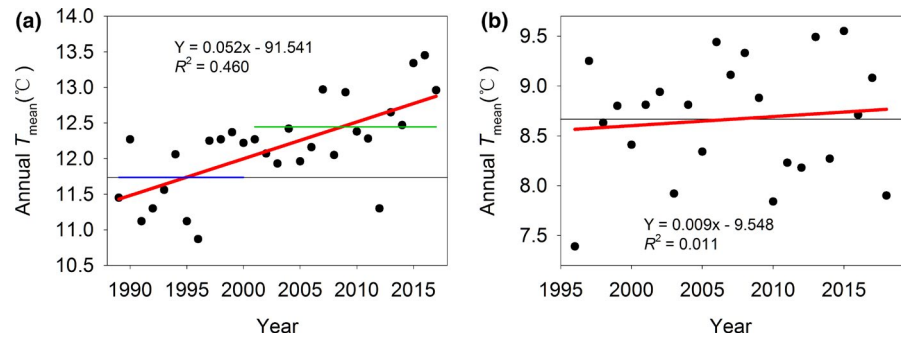 (a)
Y = 0.052x - 91.541
R² = 0.460
Annual Tmean(℃)
14.0
13.5
13.0
12.5
12.0
11.5
11.0
10.5
1990 1995 2000 2005 2010 2015
Year
(b)
Y = 0.009x - 9.548
R² = 0.011
Annual Tmean(℃)
9.5
9.0
8.5
8.0
7.5
1995 2000 2005 2010 2015
Year